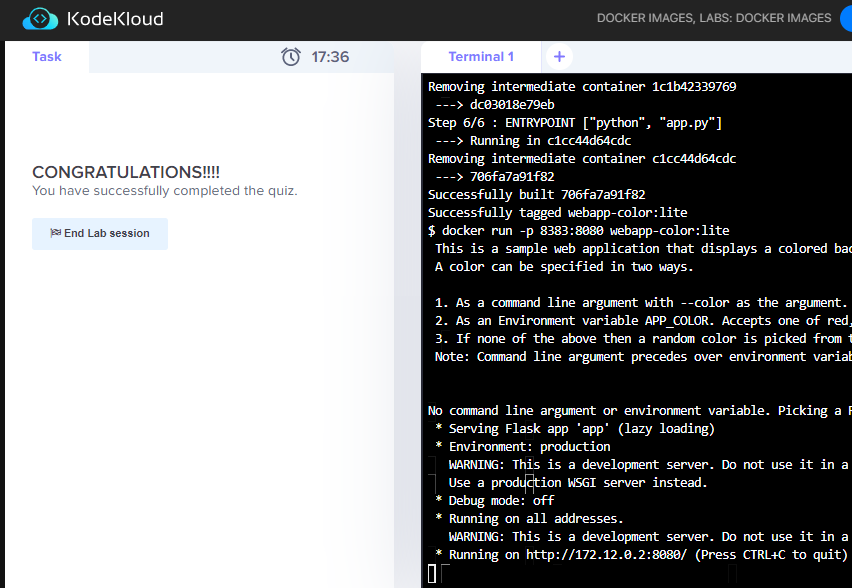 KodeKloud
DOCKER IMAGES, LABS: DOCKER IMAGES
Task
17:36
Terminal 1
+
CONGRATULATIONS!!!!
You have successfully completed the quiz.
End Lab session
Removing intermediate container 1c1b42339769
---> dc03018e79eb
Step 6/6 : ENTRYPOINT ["python", "app.py"]
---> Running in c1cc44d64cdc
Removing intermediate container c1cc44d64cdc
---> 706fa7a91f82
Successfully built 706fa7a91f82
Successfully tagged webapp-color:lite
$ docker run -p 8383:8080 webapp-color:lite
This is a sample web application that displays a colored bac
A color can be specified in two ways.
1. As a command line argument with --color as the argument.
2. As an Environment variable APP_COLOR. Accepts one of red,
3. If none of the above then a random color is picked from t
Note: Command line argument precedes over environment variab
No command line argument or environment variable. Picking a R
* Serving Flask app 'app' (lazy loading)
* Environment: production
WARNING: This is a development server. Do not use it in a
Use a production WSGI server instead.
* Debug mode: off
* Running on all addresses.
WARNING: This is a development server. Do not use it in a
* Running on http://172.12.0.2:8080/ (Press CTRL+C to quit)